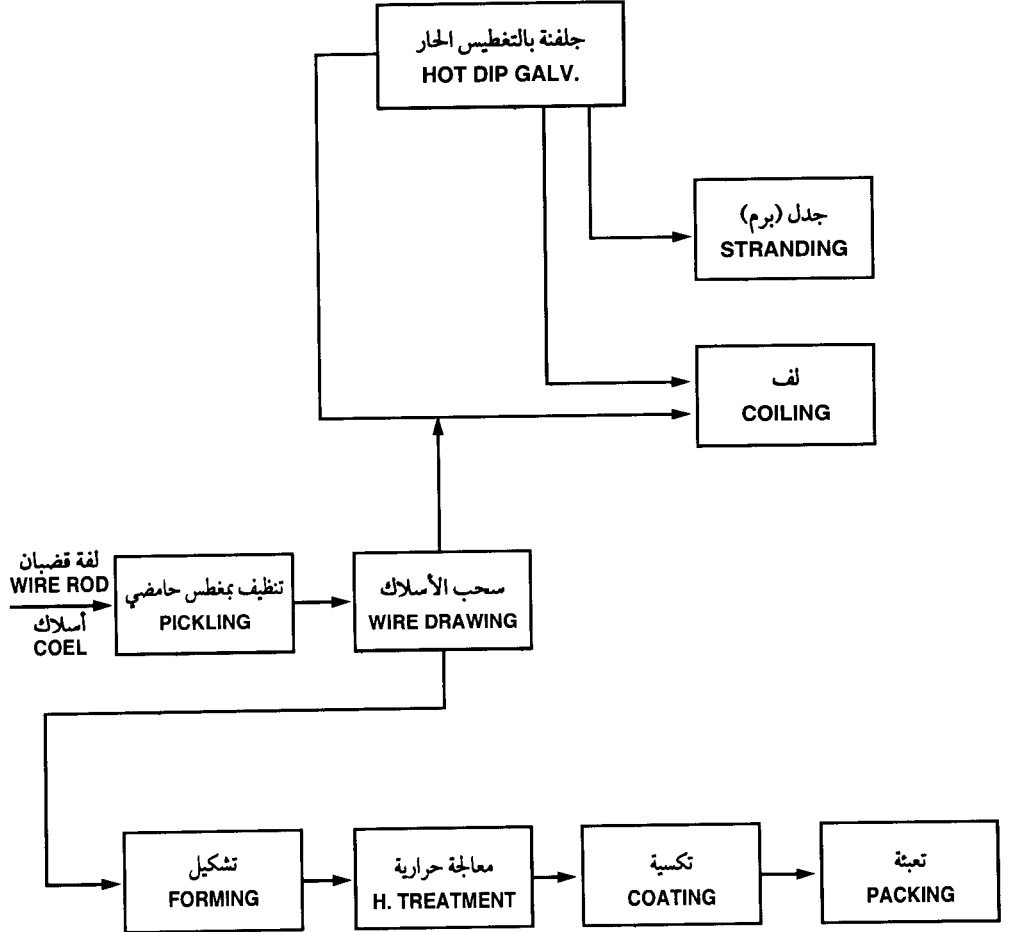 جلفنة بالتغطيس الحار
HOT DIP GALV.
جدل (برم)
STRANDING
لف
COILING
لفة قضبان
WIRE ROD
أسلاك
COEL
تنظيف بمغطس حامضي
PICKLING
سحب الأسلاك
WIRE DRAWING
تشكيل
FORMING
معالجة حرارية
H. TREATMENT
تكسية
COATING
تعبئة
PACKING